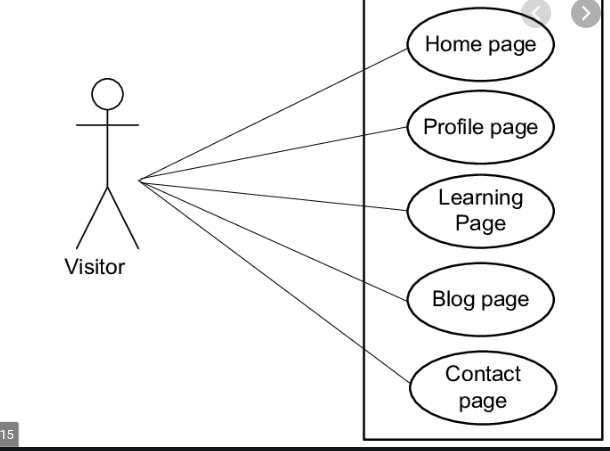 Home page
Profile page
Learning
Page
Visitor
Blog page
Contact
page
15